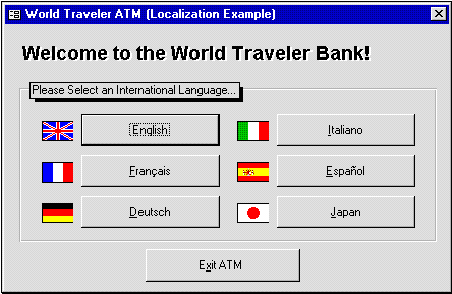 World Traveler ATM (Localization Example)
Welcome to the World Traveler Bank!
Please Select an International Language...
English
Italiano
Français
Español
Deutsch
Japan
Exit ATM